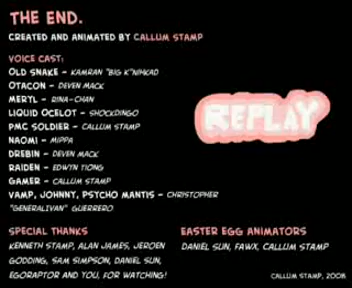 THE END.
CREATED AND ANIMATED BY CALLUM STAMP
VOICE CAST:
OLD SNAKE - KAMRAN "BIG K" NIHKAD
OTACON - DEVEN MACK
MERYL - RINA-CHAN
LIQUID OCELOT - SHOCKDINGO
PMC SOLDIER - CALLUM STAMP
NAOMI - MIPPA
DREBIN - DEVEN MACK
RAIDEN - EDWYN TIONG
GAMER - CALLUM STAMP
VAMP, JOHNNY, PSYCHO MANTIS - CHRISTOPHER
"GENERALIVAN" GUERRERO
REPLAY
SPECIAL THANKS
KENNETH STAMP, ALAN JAMES, JEROEN
GODDING, SAM SIMPSON, DANIEL SUN,
EGORAPTOR AND YOU, FOR WATCHING!
EASTER EGG ANIMATORS
DANIEL SUN, FAWX, CALLUM STAMP
CALLUM STAMP, 2008